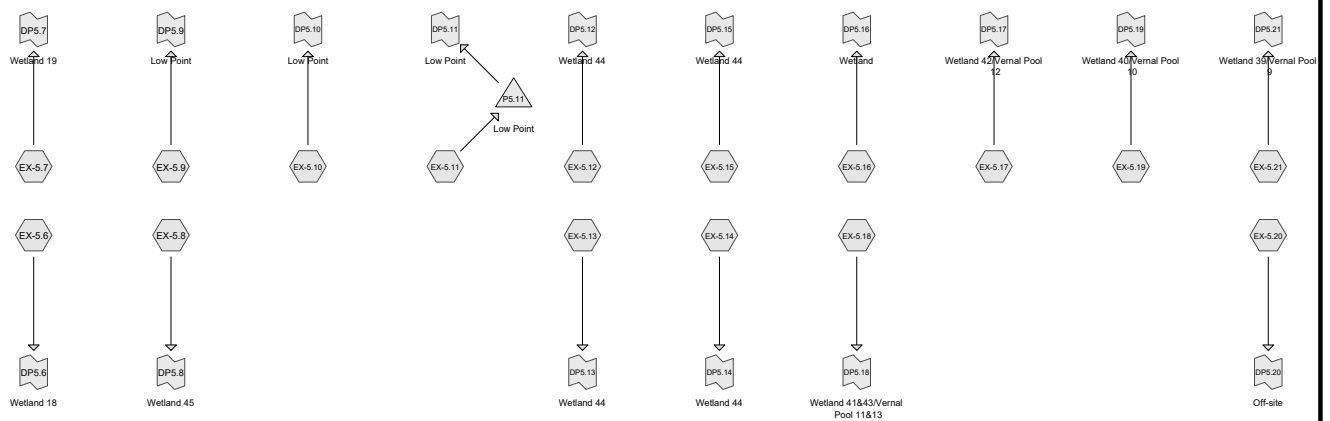 DP5.7
DP5.9
DP5.10
DP5.11
DP5.12
DP5.15
DP5.16
DP5.17
DP5.19
DP5.21
Wetland 19
Low Point
Low Point
Low Point
Wetland 44
Wetland 44
Wetland
Wetland 42/Vernal Pool
12
Wetland 40/Vernal Pool
10
Wetland 39/Vernal Pool
9
P5.11
Low Point
EX-5.7
EX-5.9
EX-5.10
EX-5.11
EX-5.12
EX-5.15
EX-5.16
EX-5.17
EX-5.19
EX-5.21
EX-5.6
EX-5.8
EX-5.13
EX-5.14
EX-5.18
EX-5.20
DP5.6
DP5.8
DP5.13
DP5.14
DP5.18
DP5.20
Wetland 18
Wetland 45
Wetland 44
Wetland 44
Wetland 41&43/Vernal
Pool 11&13
Off-site